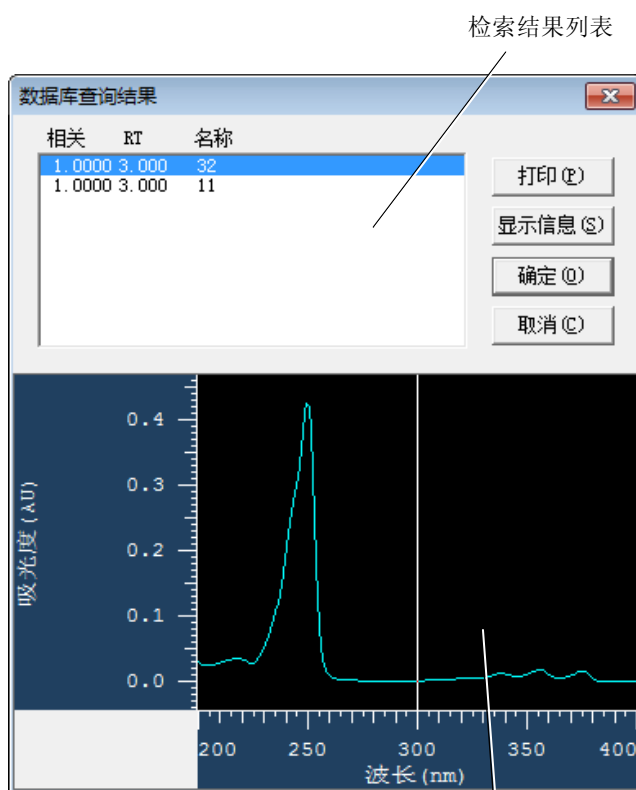 检索结果列表
数据库查询结果
相关 RT 名称
1.0000 3.000 32
1.0000 3.000 11
打印(P)
显示信息(S)
确定(O)
取消(C)
吸光度(AU)
0.4
0.3
0.2
0.1
0.0
200 250 300 350 400
波长(nm)